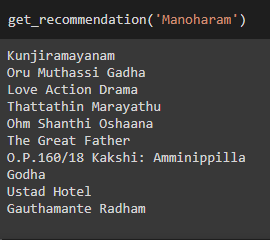 get_recommendation('Manoharam')
Kunjiramayanam
Oru Muthassi Gadha
Love Action Drama
Thattathin Marayathu
Ohm Shanthi Oshaana
The Great Father
O.P.160/18 Kakshi: Amminippilla
Godha
Ustad Hotel
Gauthamante Radham